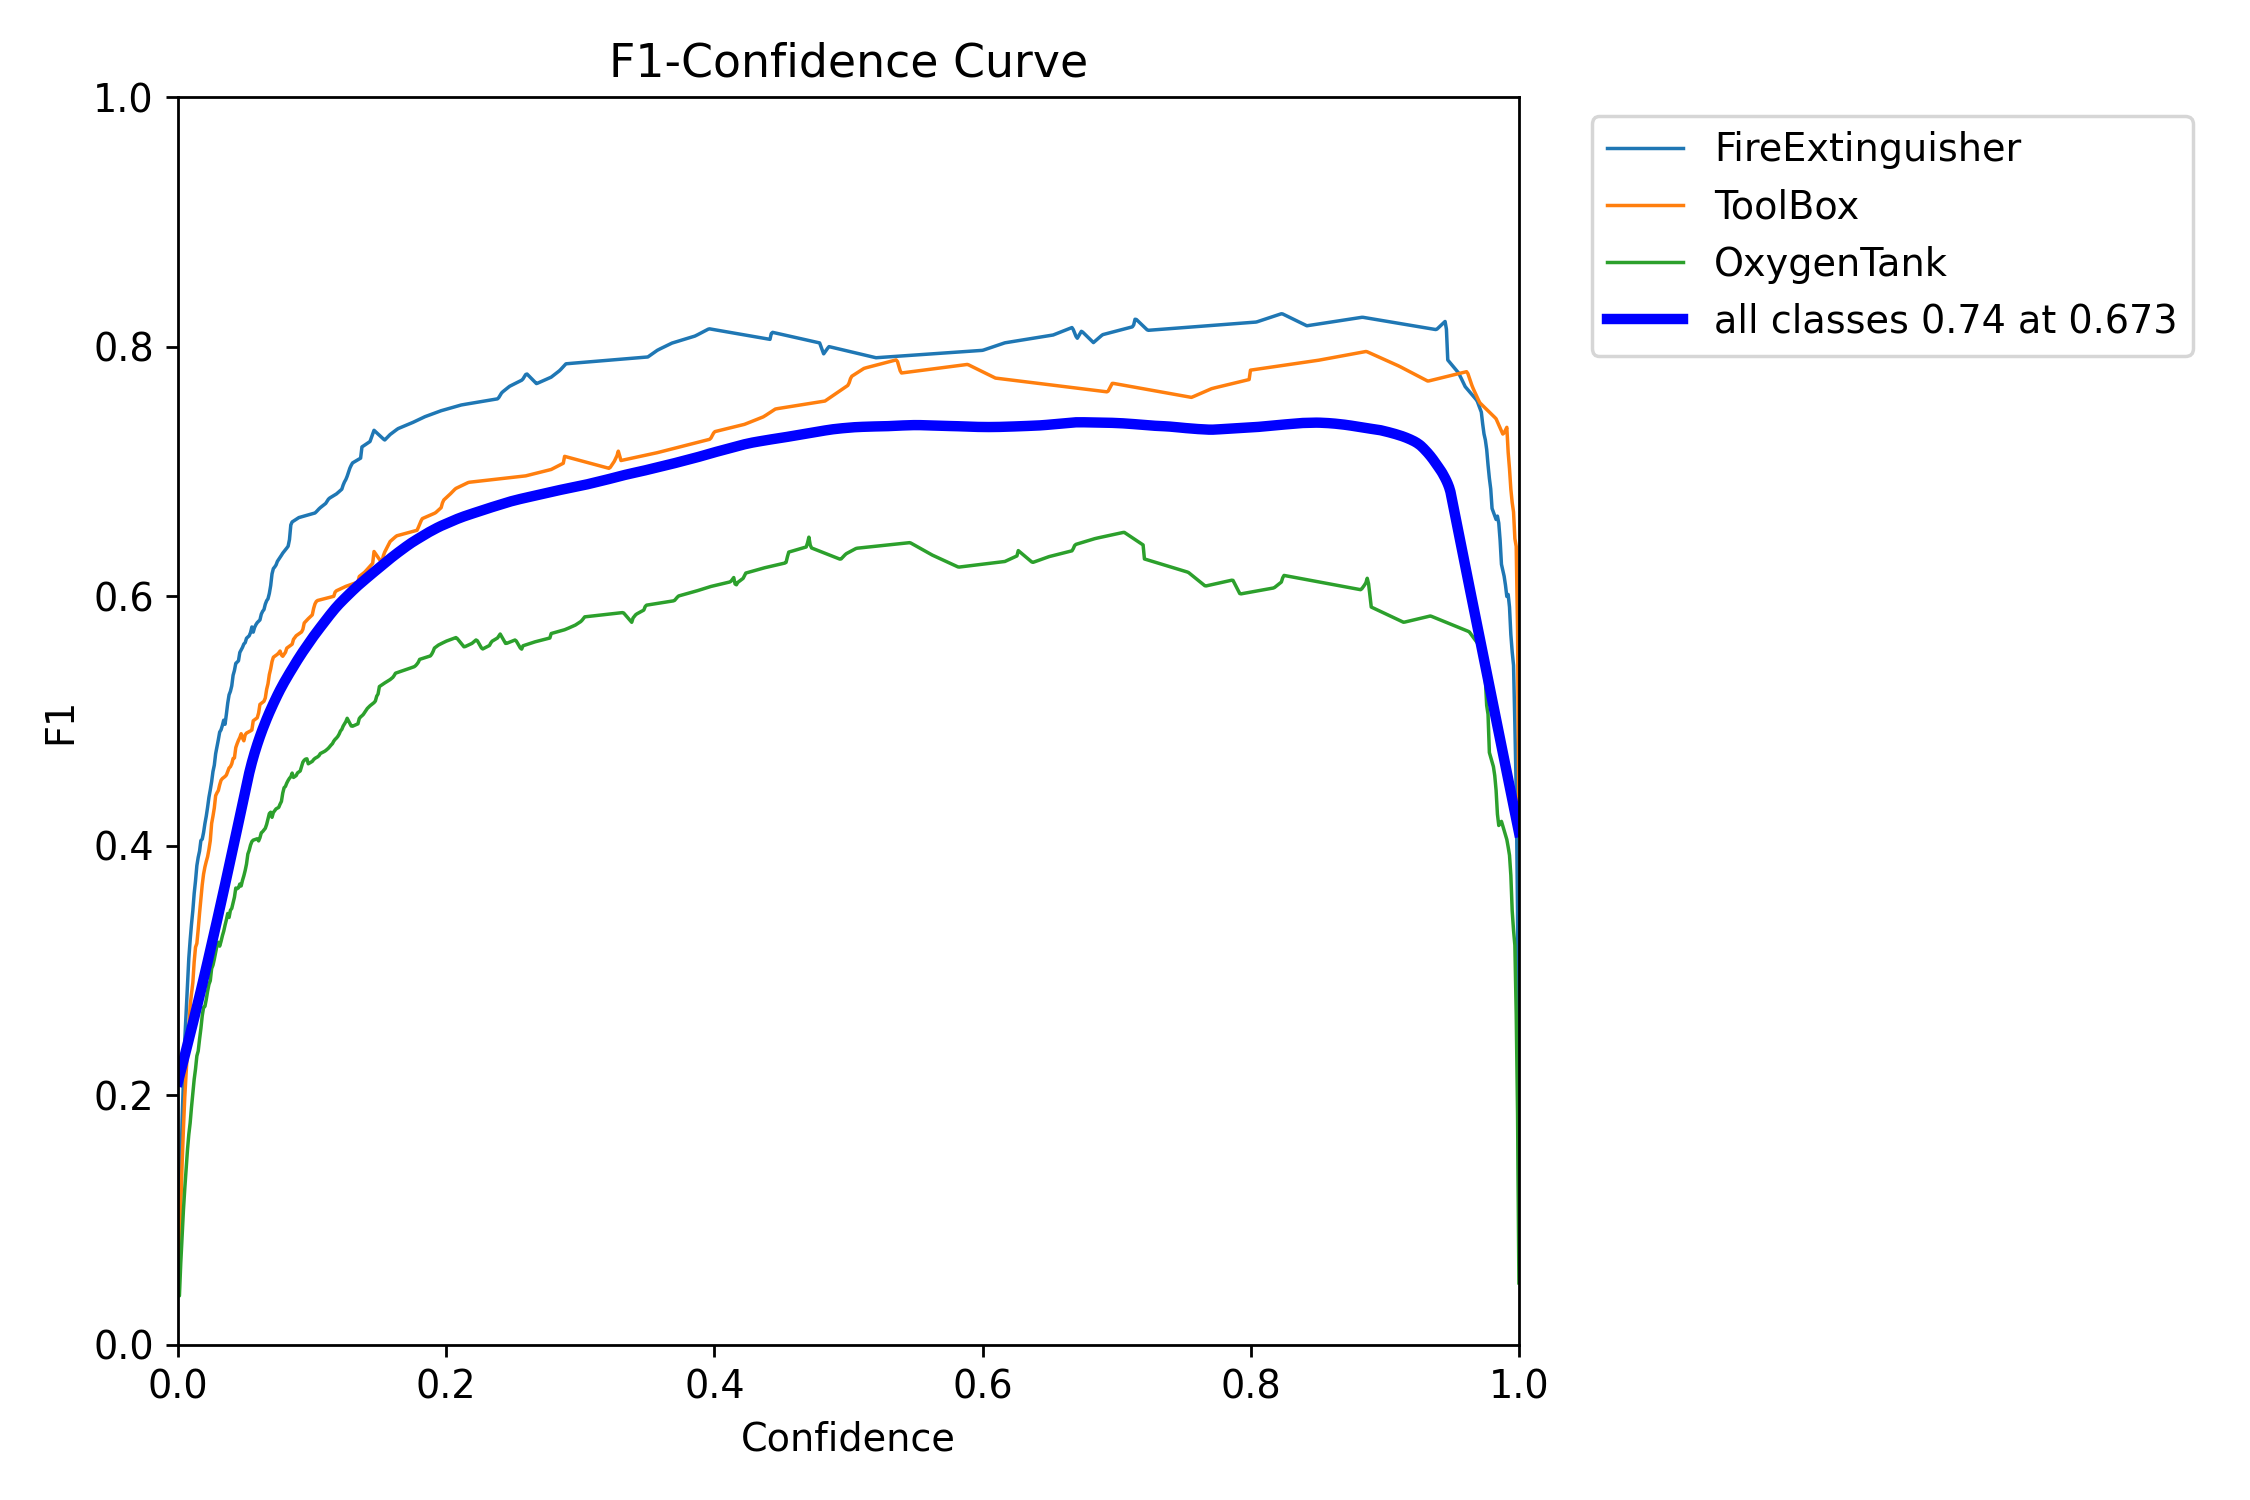 F1-Confidence Curve
1.0
0.8
0.6
0.4
0.2
0.0
F1
0.0 0.2 0.4 0.6 0.8 1.0
Confidence
FireExtinguisher
ToolBox
OxygenTank
all classes 0.74 at 0.673